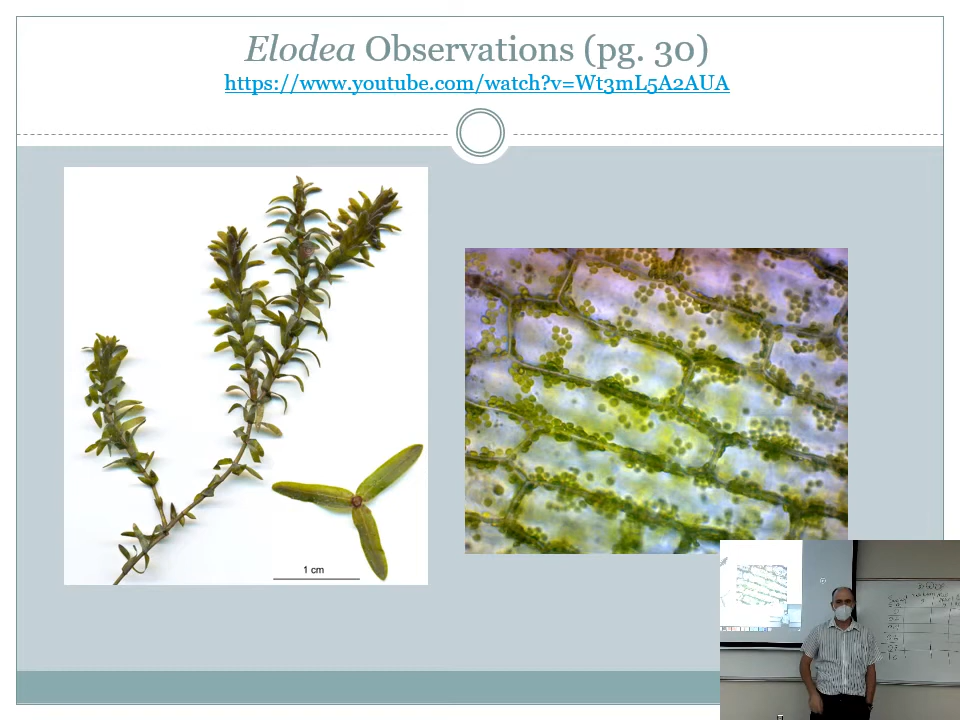 Elodea Observations (pg. 30)
https://www.youtube.com/watch?v=Wt3mL5A2AUA
1 cm